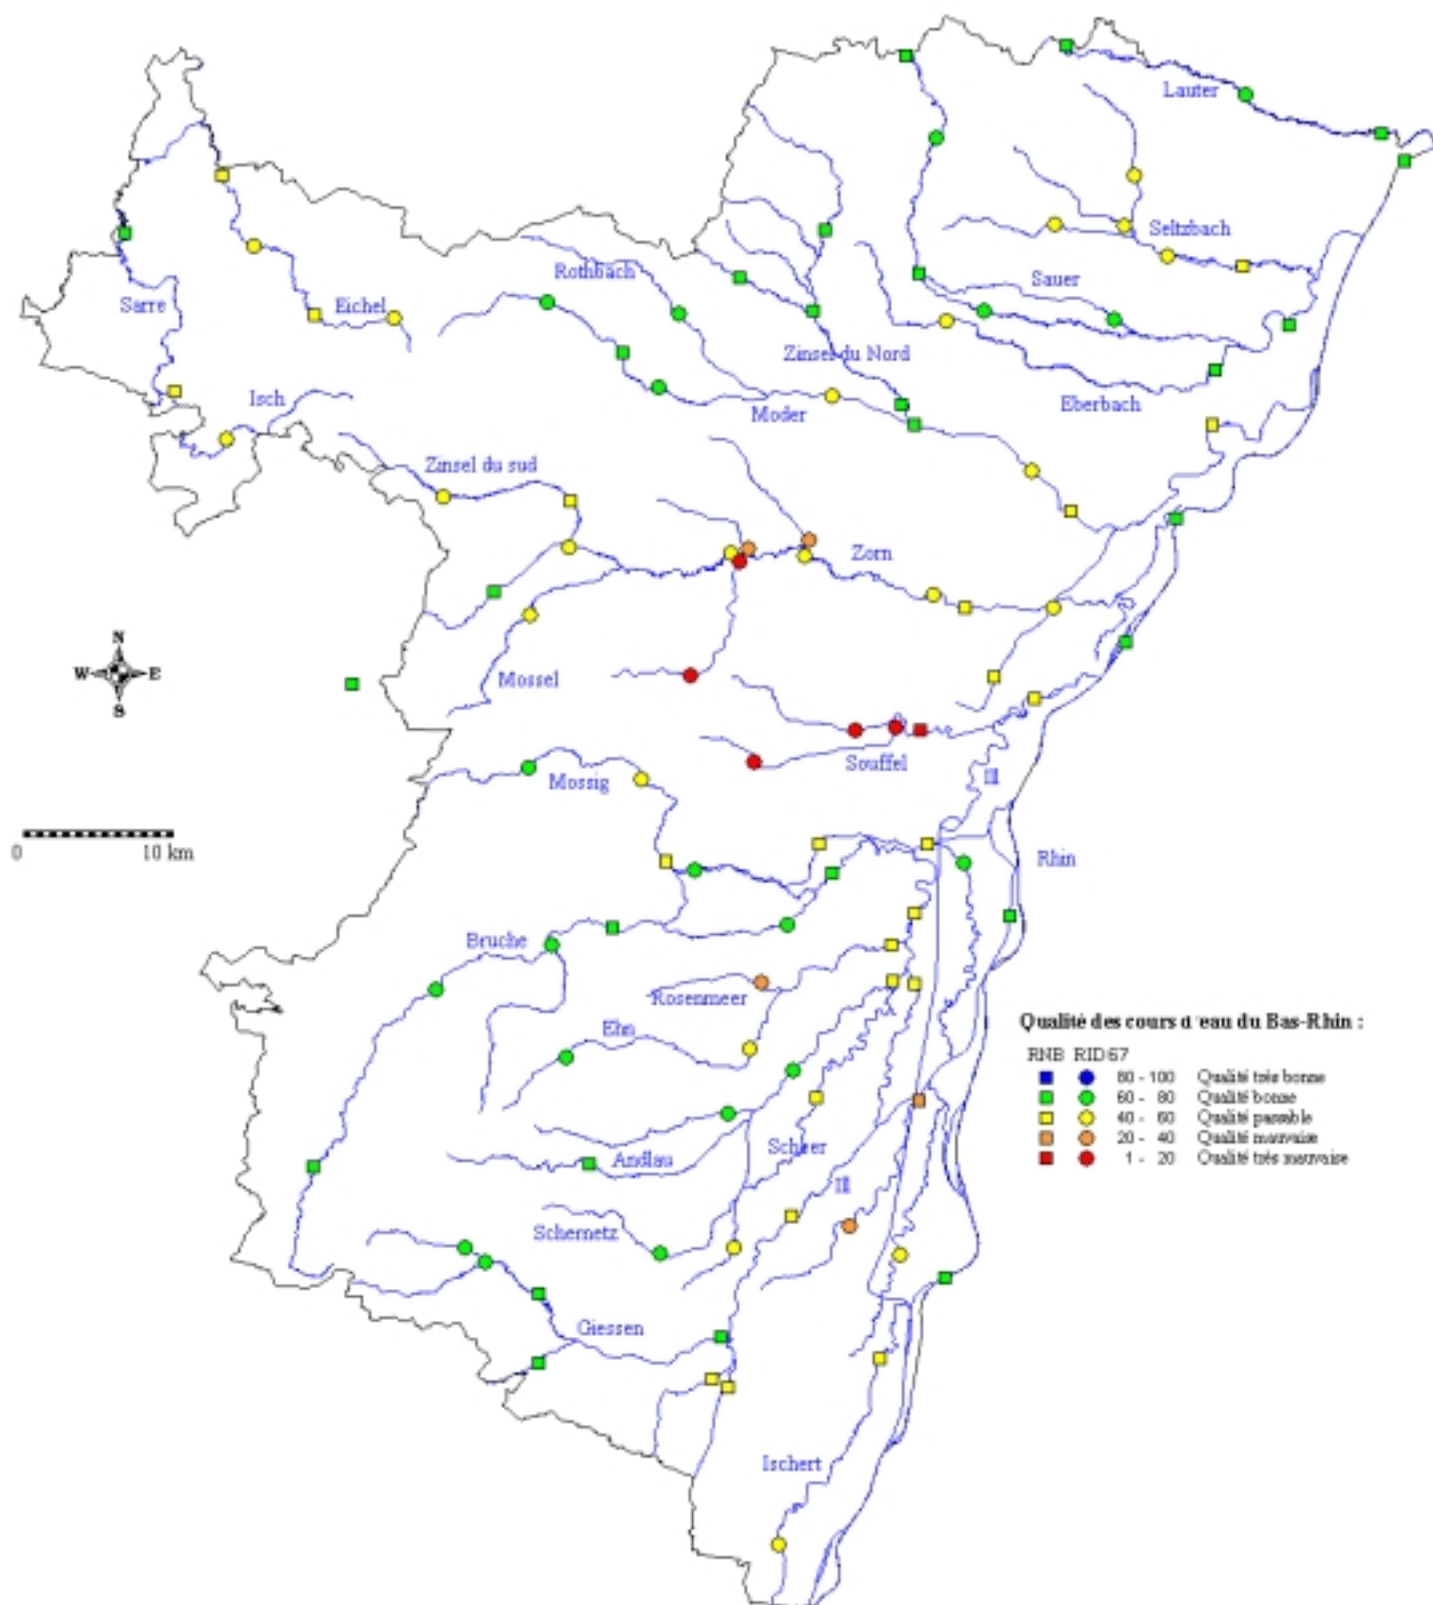 Lauter
Seltzbach
Rothbach
Sauer
Sarre
Eichel
Zinsel du Nord
Isch
Eberbach
Moder
Zinsel du sud
Zorn
N
W E
S
Mossel
Souffel
Ill
Mossig
0 10 km
Rhin
Bruche
Rosenmeer
Ehn
Qualité des cours d'eau du Bas-Rhin :
RNB RID67
80 - 100 Qualité très bonne
60 - 80 Qualité bonne
40 - 60 Qualité passable
20 - 40 Qualité mauvaise
1 - 20 Qualité très mauvaise
Scheer
Andlau
Ill
Schernetz
Giessen
Ischert